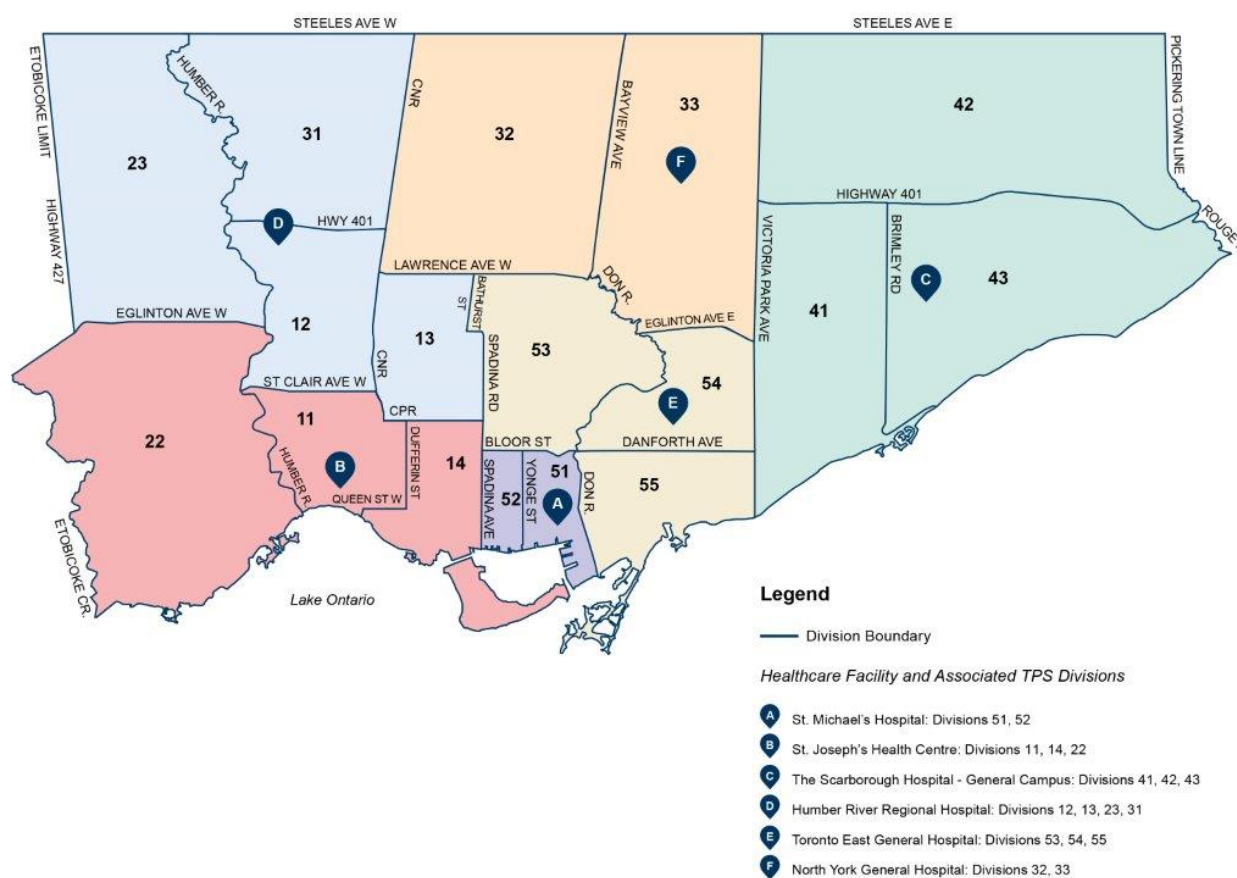 STEELES AVE W
STEELES AVE E
ETOBICOKE LIMIT
HUMBER R.
CNR
BAYVIEW AVE
PICKERING TOWN LINE
33
42
31
32
23
F
HIGHWAY 401
HIGHWAY 427
D
HWY 401
VICTORIA PARK AVE
BRIMLEY RD
ROUGE
LAWRENCE AVE W
DON R.
C
43
BATHURST ST
EGLINTON AVE W
12
13
SPADINA RD
53
EGLINTON AVE E
41
CNR
54
ST CLAIR AVE W
E
11
CPR
22
DUFFERIN ST
14
BLOOR ST
DANFORTH AVE
HUMBER R.
B
QUEEN ST W
SPADINA AVE
52
YONGE ST
51
A
DON R.
55
ETOBICOKE CR.
Lake Ontario
Legend
Division Boundary
Healthcare Facility and Associated TPS Divisions
A St. Michael's Hospital: Divisions 51, 52
B St. Joseph's Health Centre: Divisions 11, 14, 22
C The Scarborough Hospital - General Campus: Divisions 41, 42, 43
D Humber River Regional Hospital: Divisions 12, 13, 23, 31
E Toronto East General Hospital: Divisions 53, 54, 55
F North York General Hospital: Divisions 32, 33